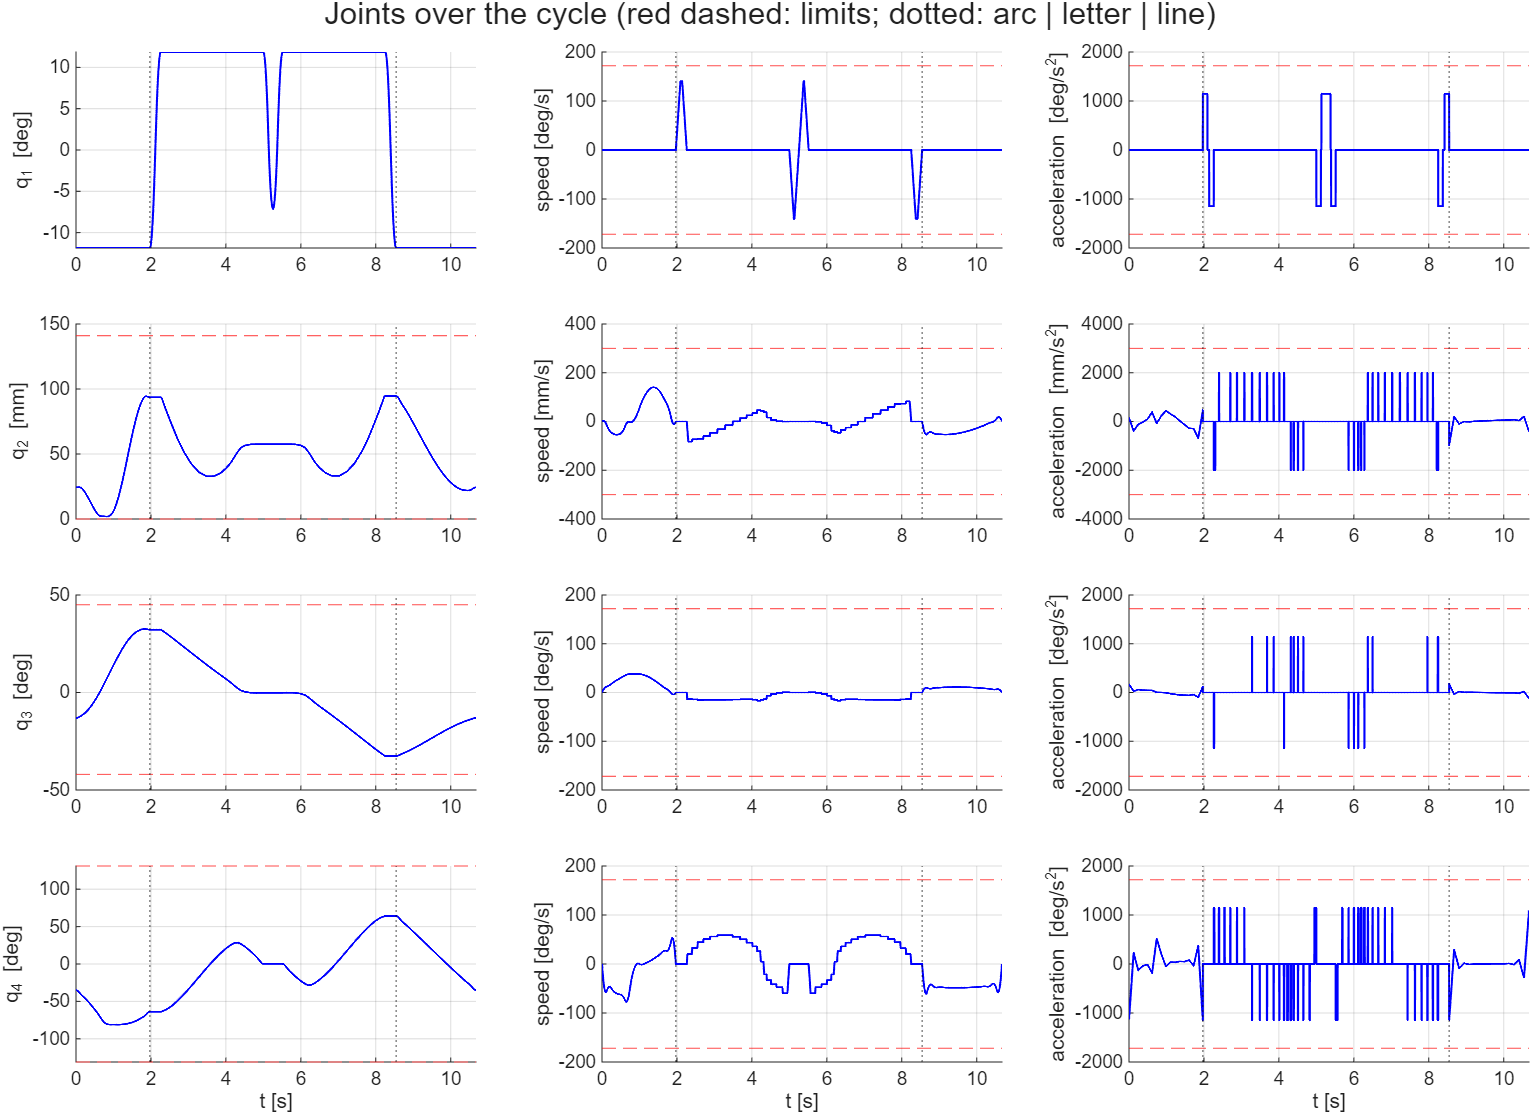 Joints over the cycle (red dashed: limits; dotted: arc | letter | line)
q1 [deg]
10
5
0
-5
-10
0 2 4 6 8 10
speed [deg/s]
200
100
0
-100
-200
0 2 4 6 8 10
acceleration [deg/s2]
2000
1000
0
-1000
-2000
0 2 4 6 8 10
q2 [mm]
150
100
50
0
0 2 4 6 8 10
speed [mm/s]
400
200
0
-200
-400
0 2 4 6 8 10
acceleration [mm/s2]
4000
2000
0
-2000
-4000
0 2 4 6 8 10
q3 [deg]
50
0
-50
0 2 4 6 8 10
speed [deg/s]
200
100
0
-100
-200
0 2 4 6 8 10
acceleration [deg/s2]
2000
1000
0
-1000
-2000
0 2 4 6 8 10
q4 [deg]
100
50
0
-50
-100
0 2 4 6 8 10
t [s]
speed [deg/s]
200
100
0
-100
-200
0 2 4 6 8 10
t [s]
acceleration [deg/s2]
2000
1000
0
-1000
-2000
0 2 4 6 8 10
t [s]